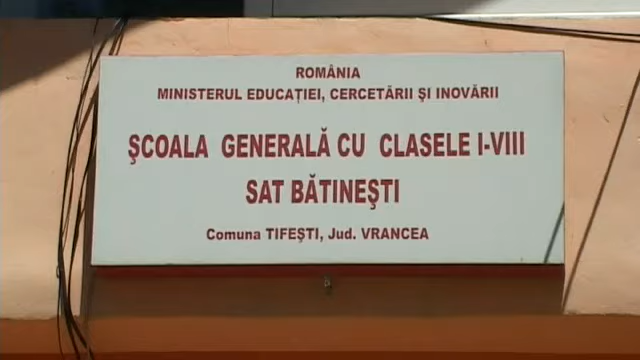 ROMÂNIA
MINISTERUL EDUCAŢIEI, CERCETĂRII ŞI INOVĂRII
ŞCOALA GENERALĂ CU CLASELE I-VIII
SAT BĂTINEŞTI
Comuna TIFEŞTI, Jud. VRANCEA